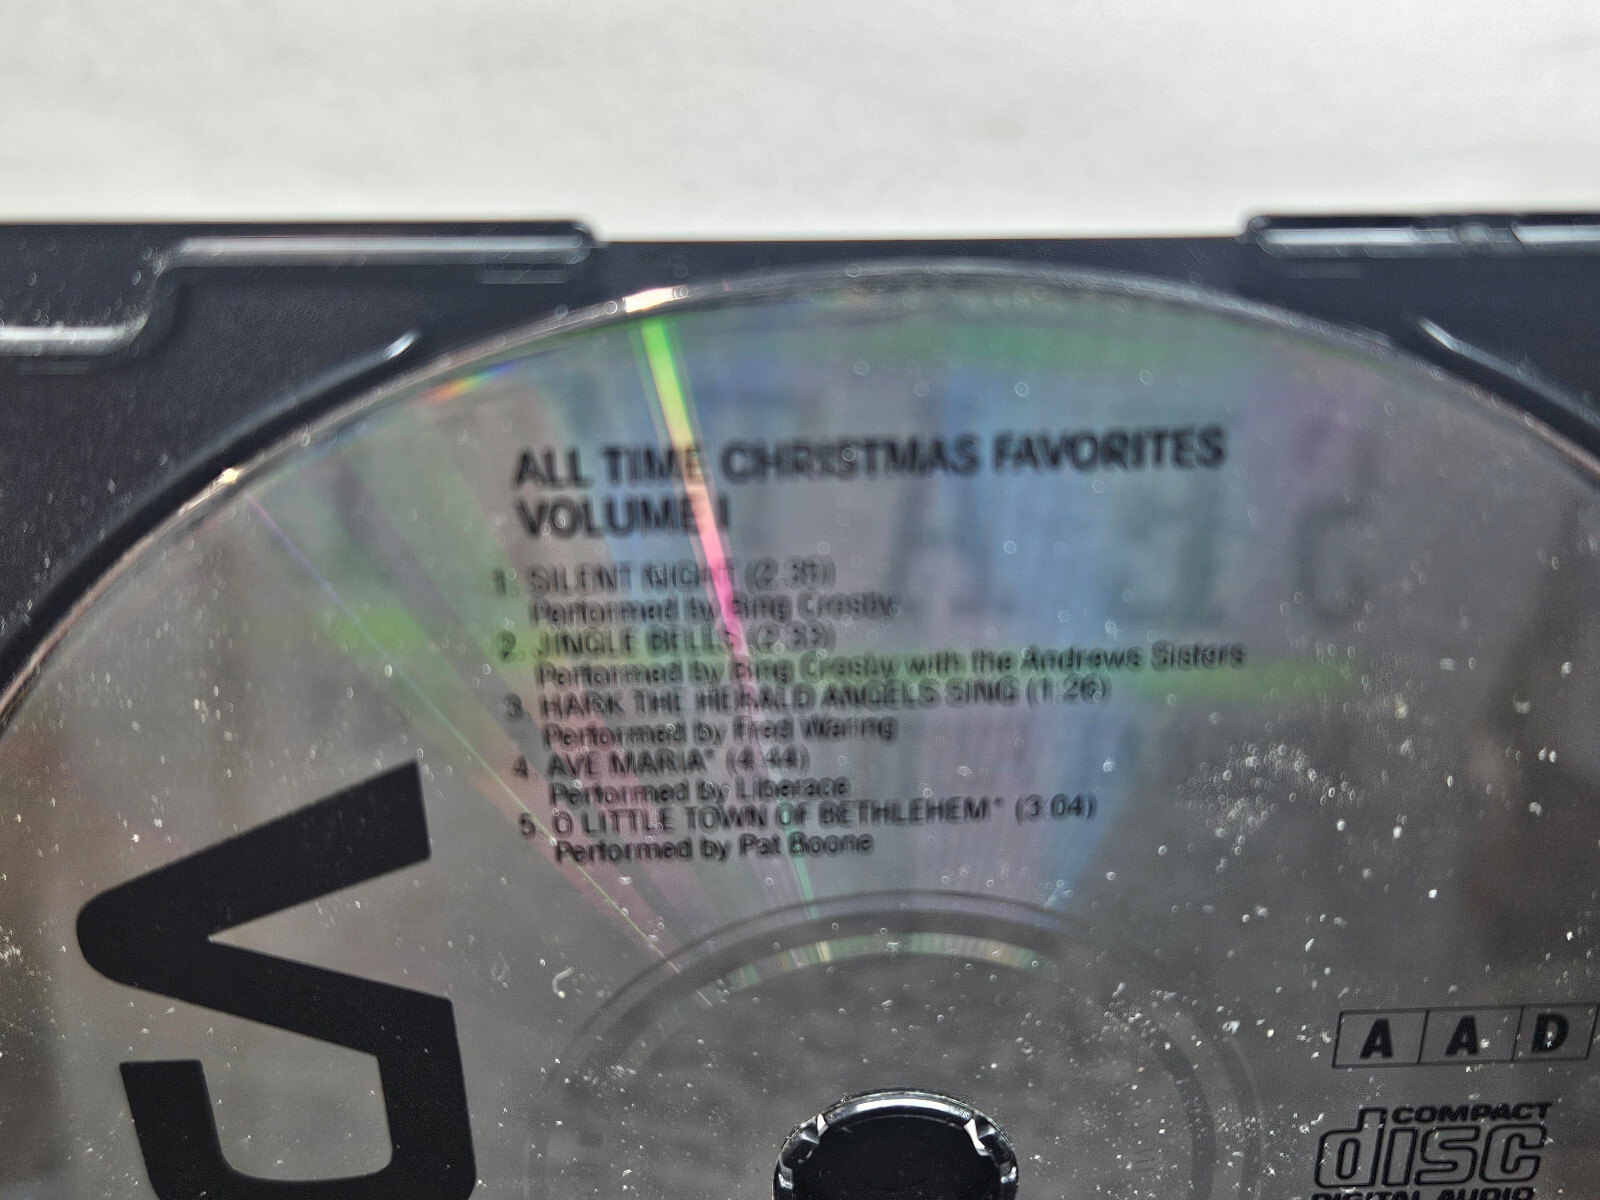 ALL TIME CHRISTMAS FAVORITES
VOLUME I
1. SILENT NIGHT
Performed by Bing Crosby
2. JINGLE BELLS
Performed by Bing Crosby with the Andrews Sisters
3. HARK THE HERALD ANGELS SING (1:26)
Performed by Fred Waring
4. AVE MARIA* (4:44)
Performed by Liberace
5. O LITTLE TOWN OF BETHLEHEM* (3:04)
Performed by Pat Boone
A A D
COMPACT
disc
DIGITAL AUDIO